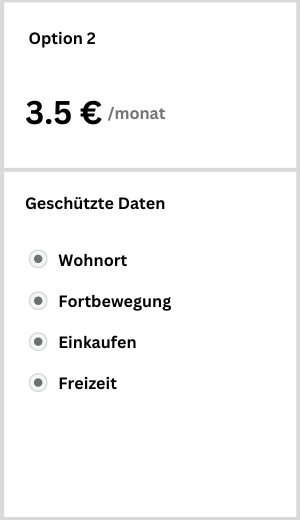 Option 2
3.5 € /monat
Geschützte Daten
Wohnort
Fortbewegung
Einkaufen
Freizeit